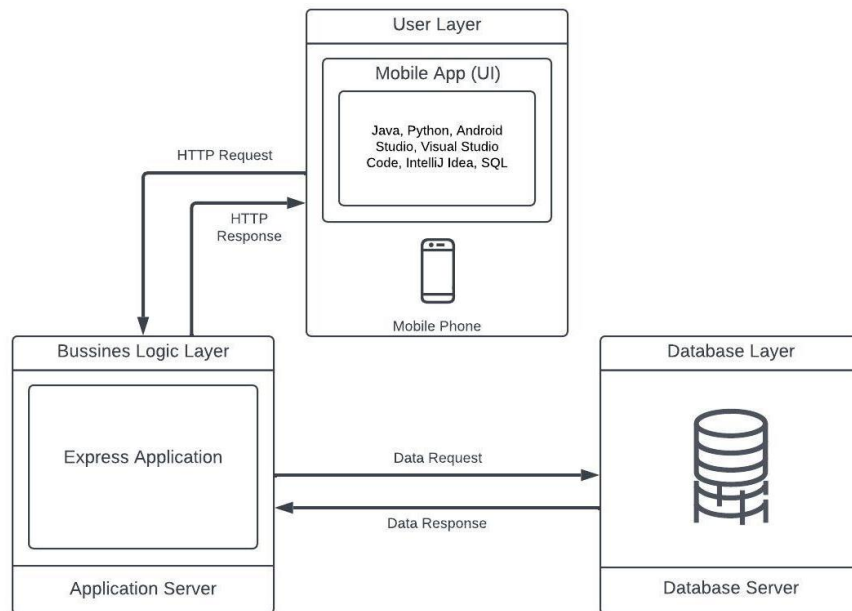 User Layer
Mobile App (UI)
Java, Python, Android
Studio, Visual Studio
Code, IntelliJ Idea, SQL
HTTP Request
HTTP
Response
Mobile Phone
Bussines Logic Layer
Database Layer
Express Application
Data Request
Data Response
Application Server
Database Server